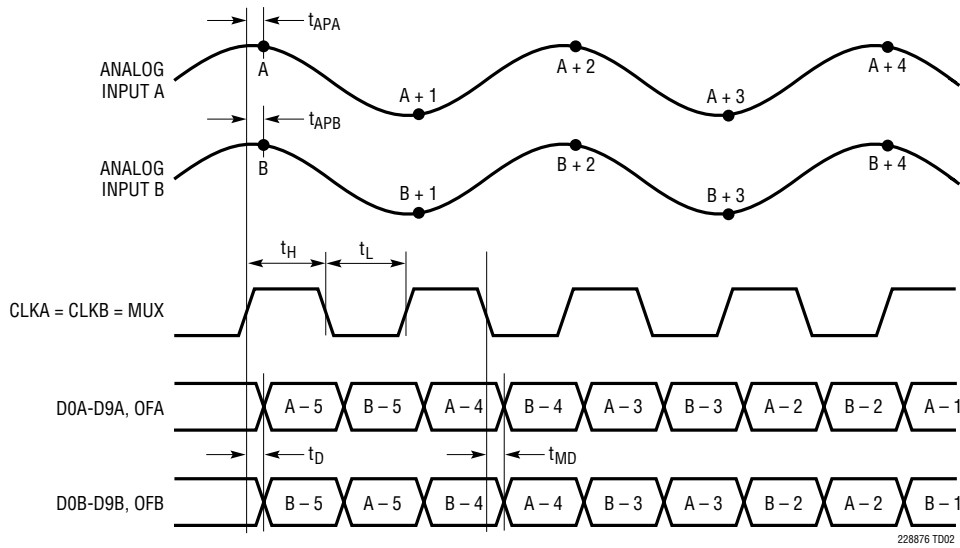 tAPA
ANALOG
INPUT A
A
A + 1
A + 2
A + 3
A + 4
tAPB
ANALOG
INPUT B
B
B + 1
B + 2
B + 3
B + 4
tH
tL
CLKA = CLKB = MUX
D0A-D9A, OFA
A – 5
B – 5
A – 4
B – 4
A – 3
B – 3
A – 2
B – 2
A – 1
tD
tMD
D0B-D9B, OFB
B – 5
A – 5
B – 4
A – 4
B – 3
A – 3
B – 2
A – 2
B – 1
228876 TD02